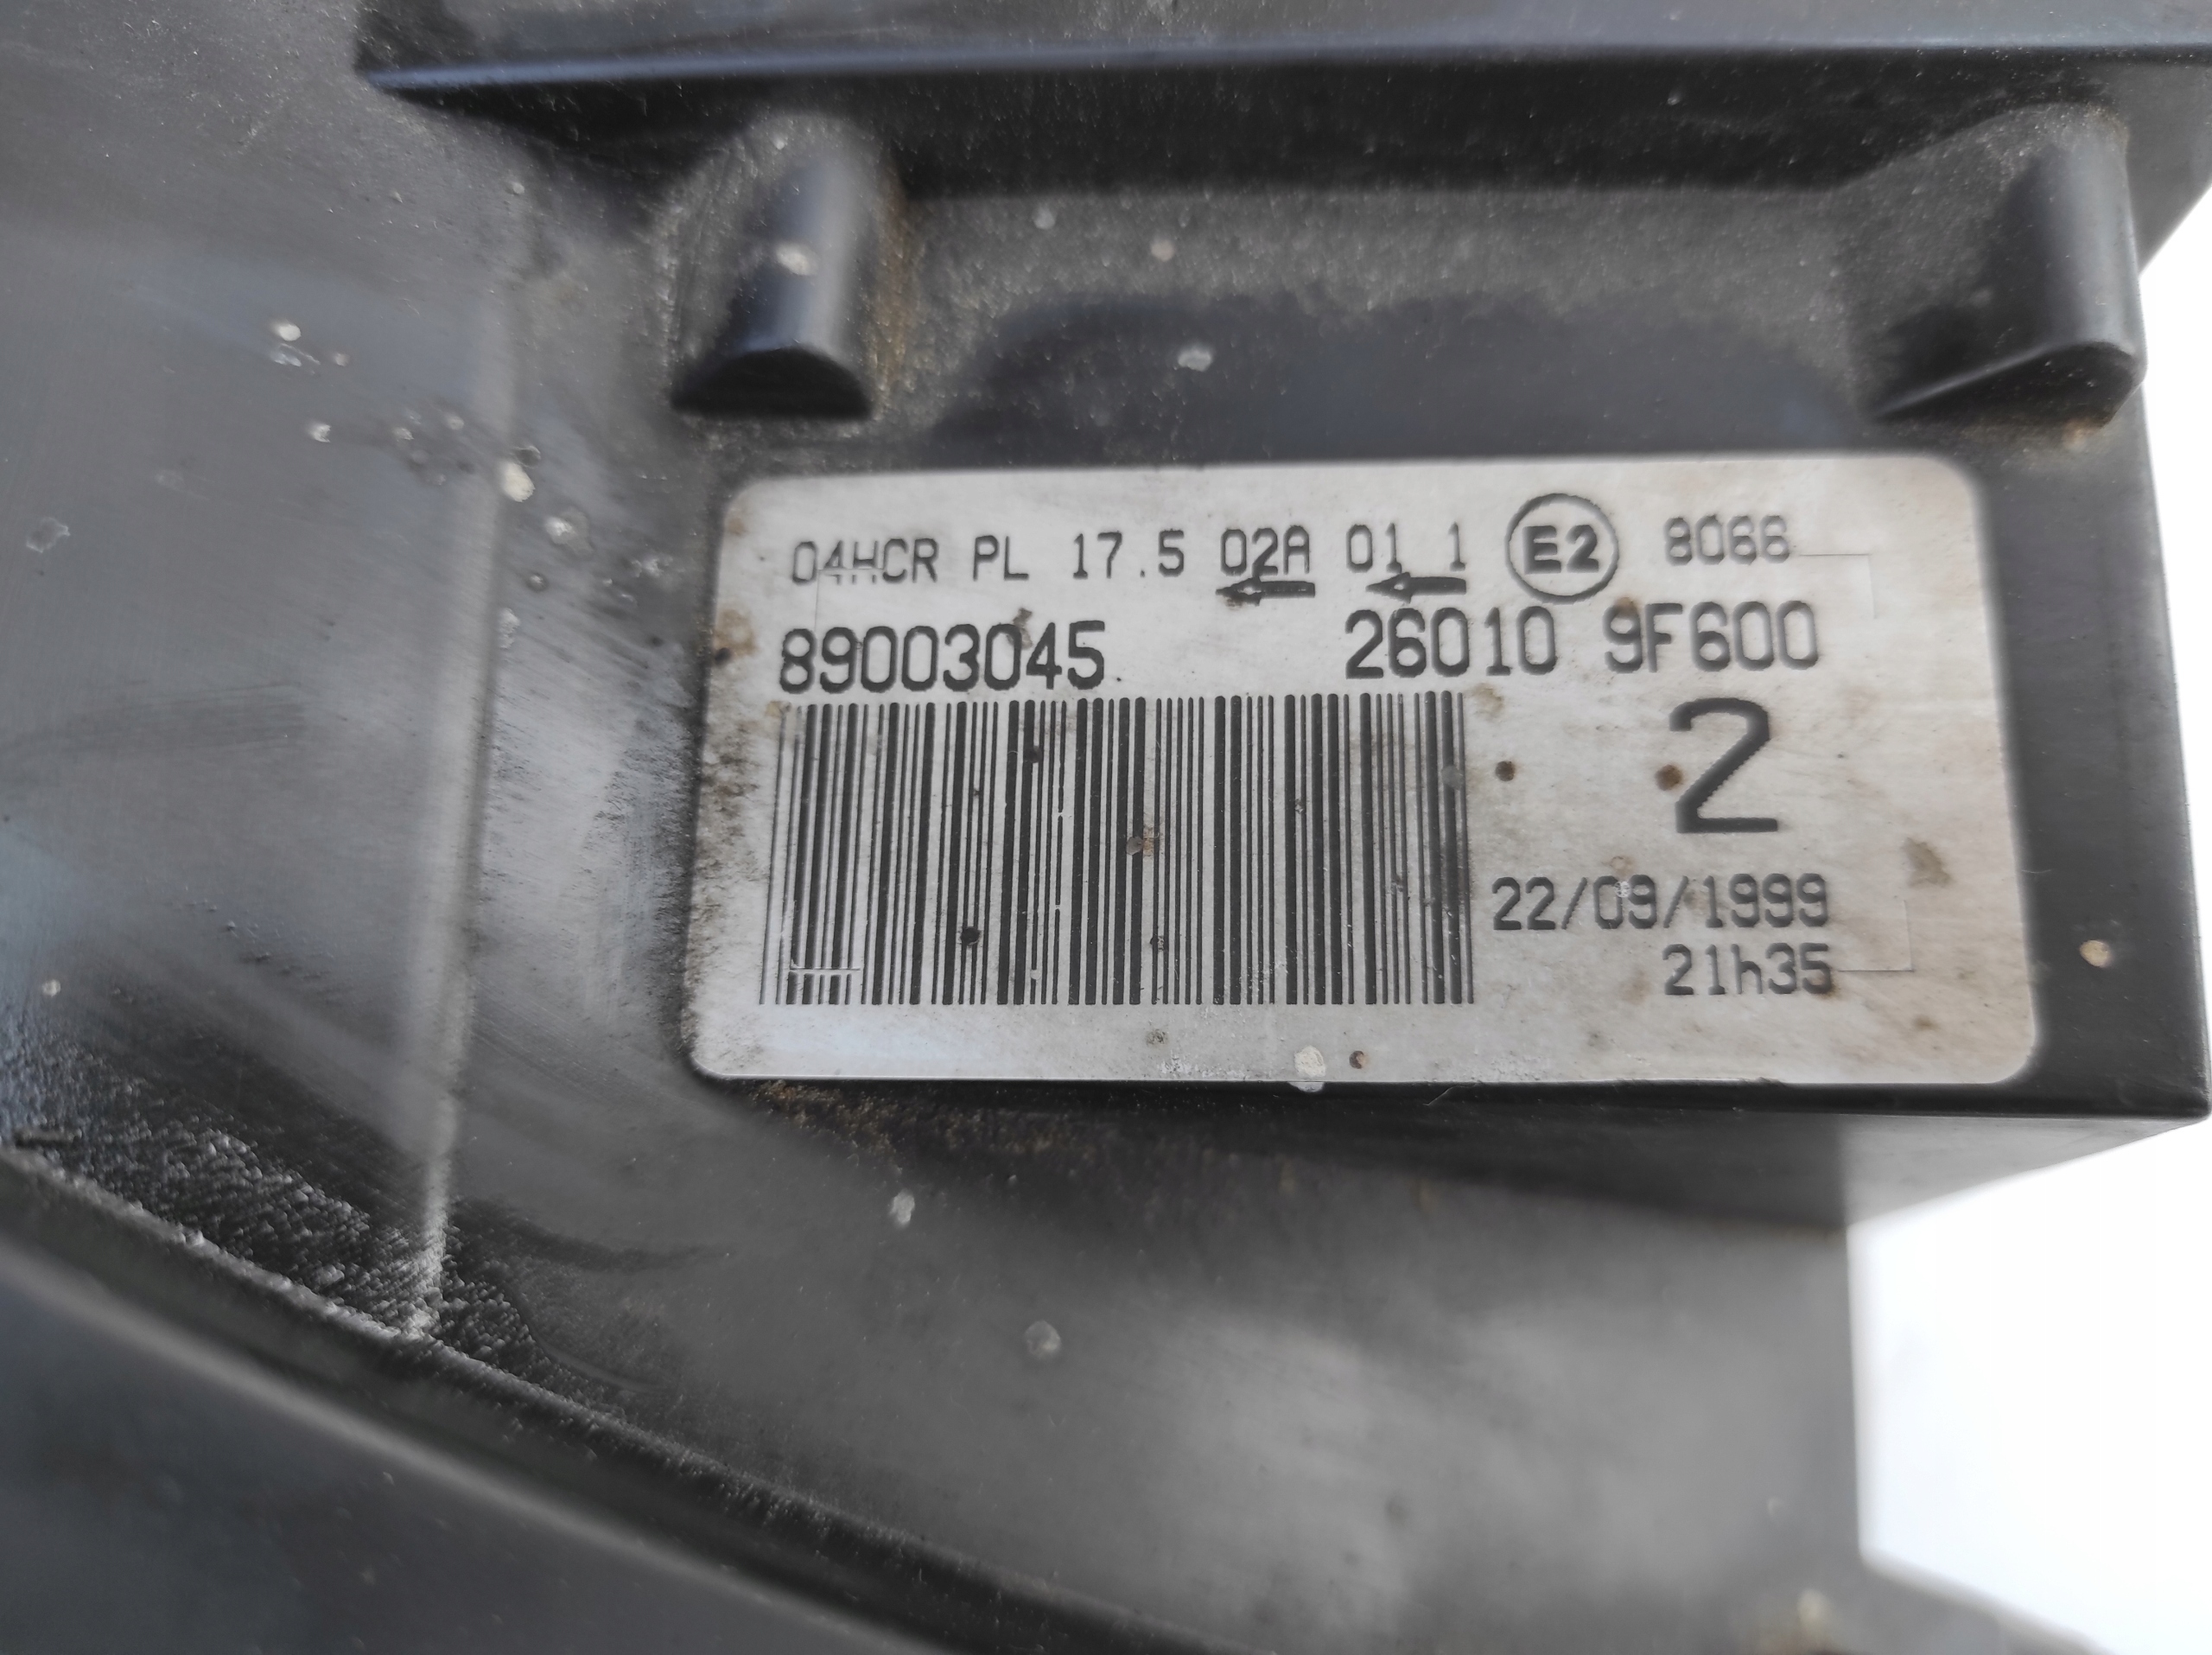 04HCR PL 17.5 02A 01 1 E2 8066
← ←
89003045 26010 9F600
2
22/09/1999
21h35